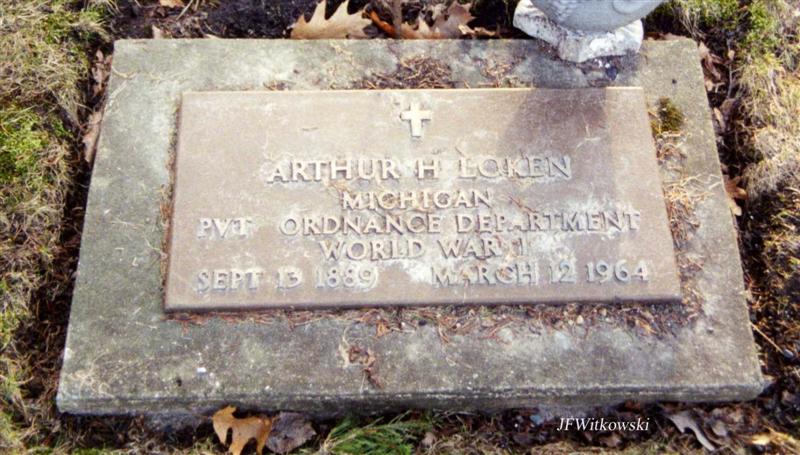 ARTHUR H LOKEN
MICHIGAN
PVT ORDNANCE DEPARTMENT
WORLD WAR I
SEPT 13 1889 MARCH 12 1964
JFWitkowski